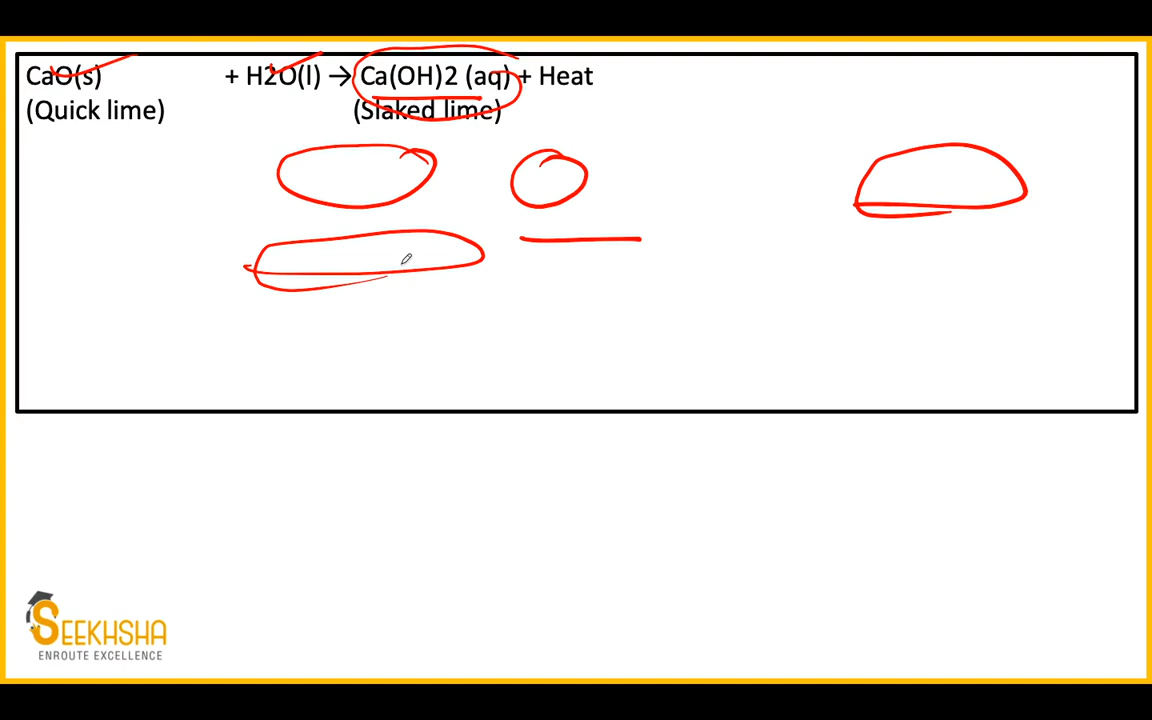 CaO(s) + H2O(l) → Ca(OH)2 (aq) + Heat
(Quick lime) (Slaked lime)
SEEKHSHA
ENROUTE EXCELLENCE